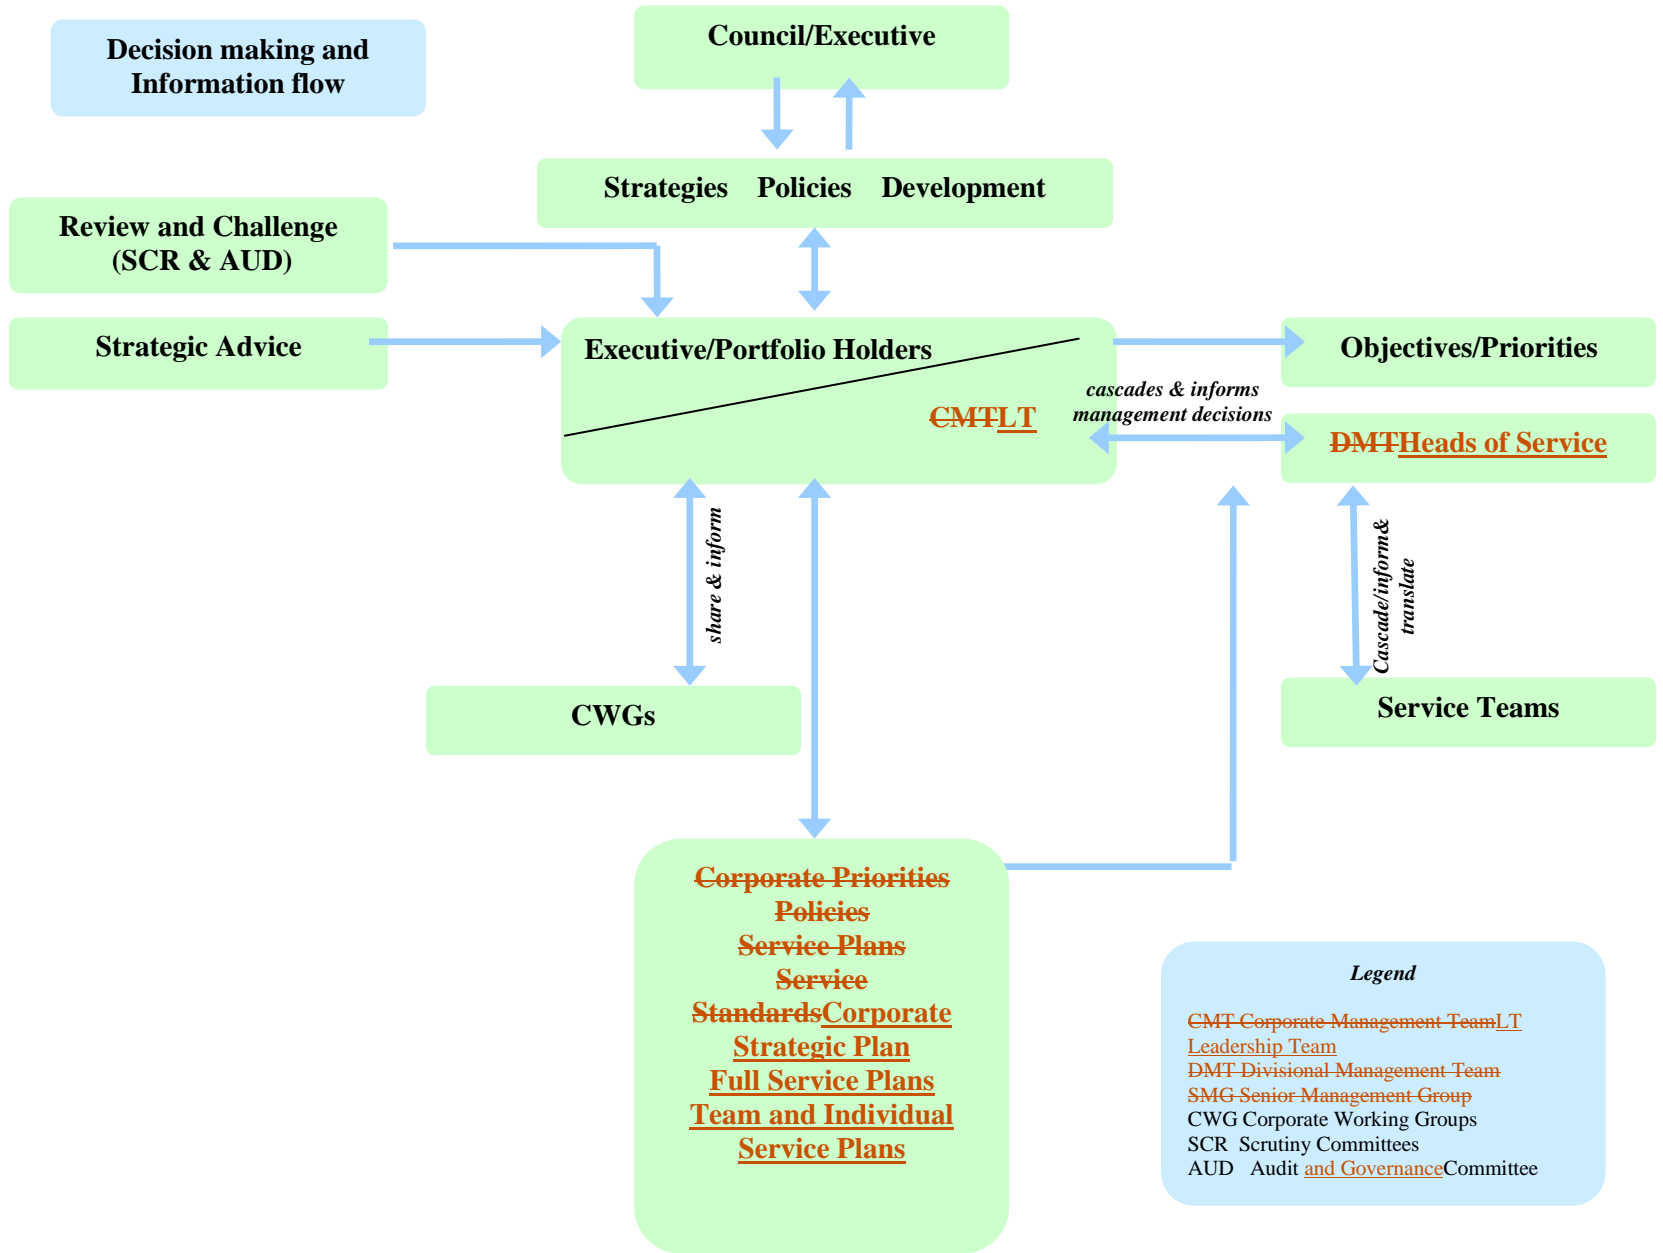 Decision making and
Information flow
Council/Executive
Strategies Policies Development
Review and Challenge
(SCR & AUD)
Strategic Advice
Executive/Portfolio Holders
CMTLT
Objectives/Priorities
cascades & informs
management decisions
DMTHeads of Service
share & inform
Cascade/inform&
translate
CWGs
Service Teams
Corporate Priorities
Policies
Service Plans
Service
StandardsCorporate
Strategic Plan
Full Service Plans
Team and Individual
Service Plans
Legend
CMT Corporate Management TeamLT
Leadership Team
DMT Divisional Management Team
SMG Senior Management Group
CWG Corporate Working Groups
SCR Scrutiny Committees
AUD Audit and GovernanceCommittee